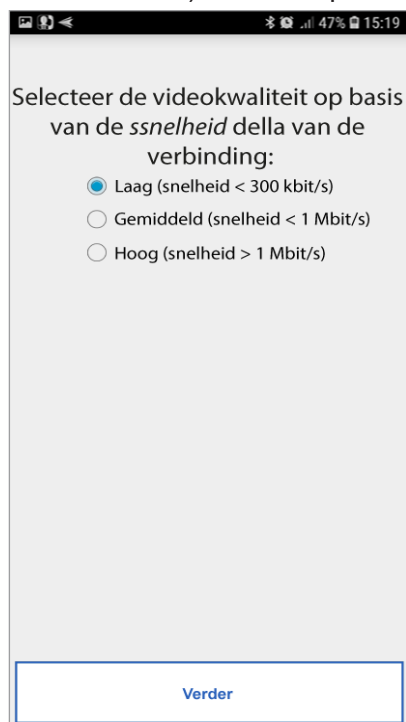 47% 15:19
Selecteer de videokwaliteit op basis
van de ssnelheid della van de
verbinding:
Laag (snelheid < 300 kbit/s)
Gemiddeld (snelheid < 1 Mbit/s)
Hoog (snelheid > 1 Mbit/s)
Verder